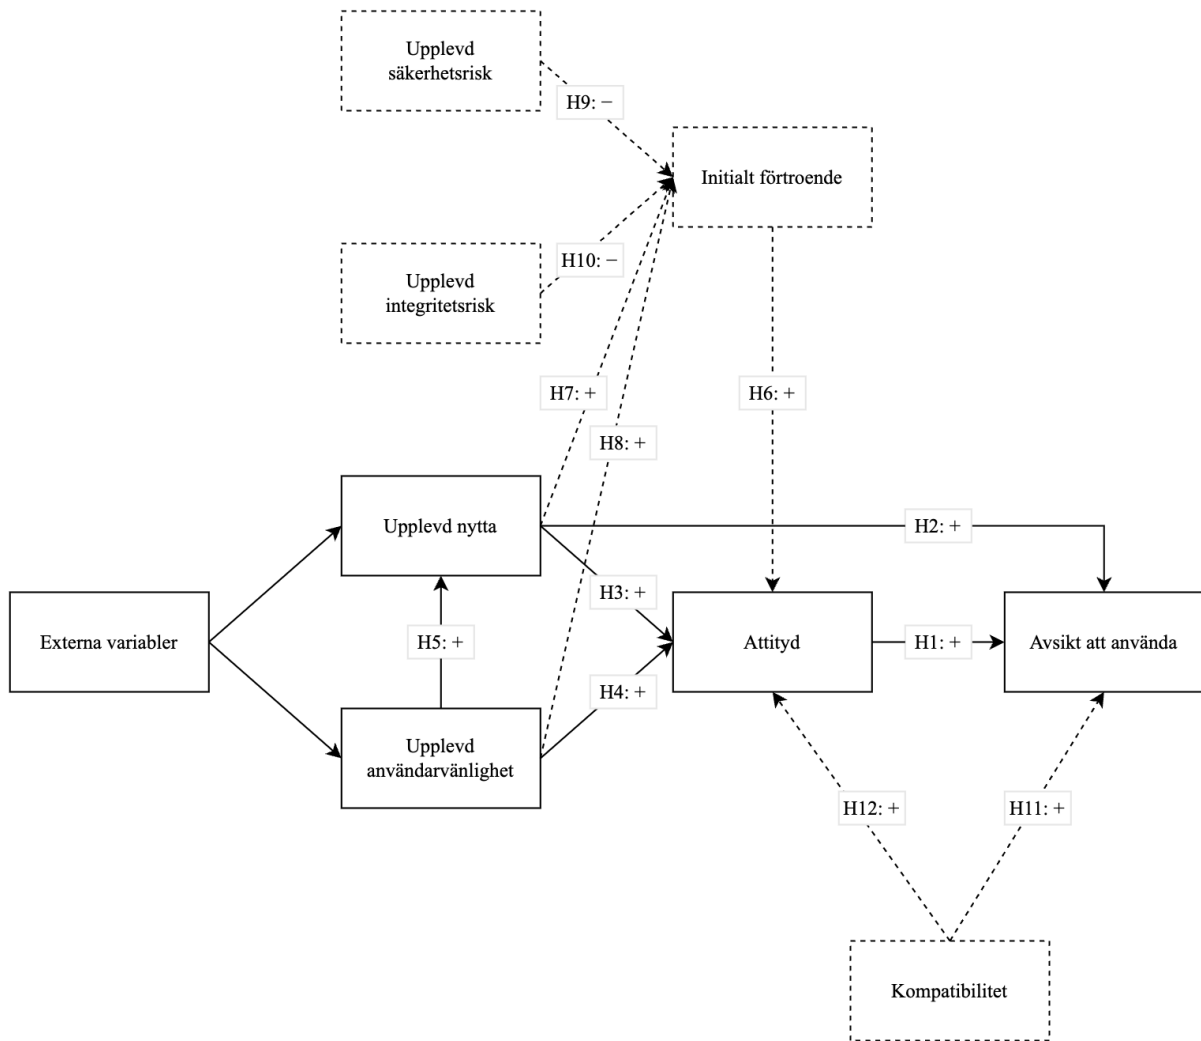 Upplevd
säkerhetsrisk
H9: −
Initialt förtroende
H10: −
Upplevd
integritetsrisk
H7: +
H6: +
H8: +
Upplevd nytta
H2: +
H3: +
Externa variabler
H5: +
Attityd
H1: +
Avsikt att använda
H4: +
Upplevd
användarvänlighet
H12: +
H11: +
Kompatibilitet